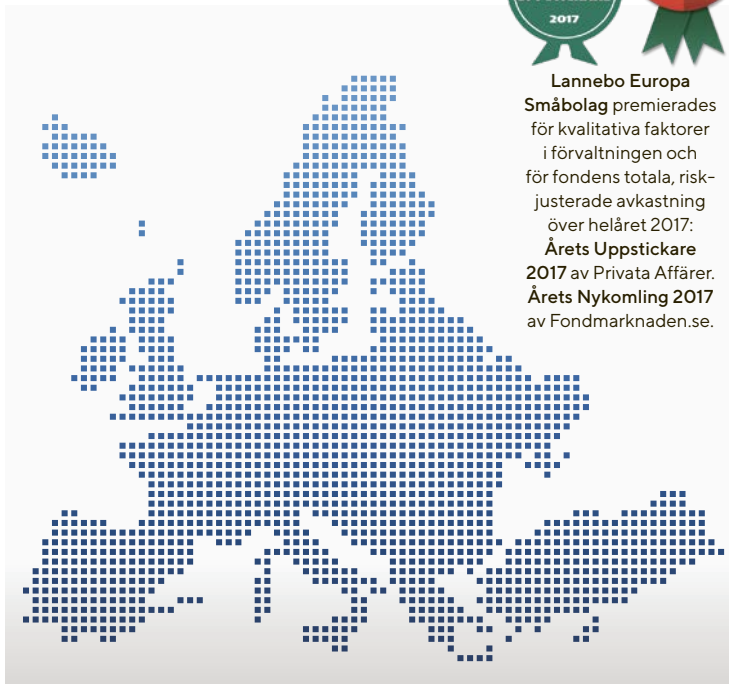 2017
Lannebo Europa
Småbolag premierades
för kvalitativa faktorer
i förvaltningen och
för fondens totala, risk-
justerade avkastning
över helåret 2017:
Årets Uppstickare
2017 av Privata Affärer.
Årets Nykomling 2017
av Fondmarknaden.se.